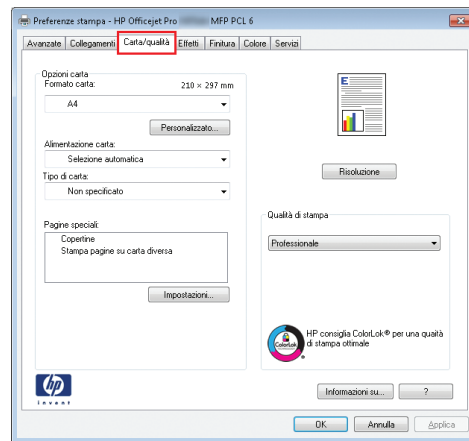 Preferenze stampa - HP Officejet Pro MFP PCL 6
Avanzate Collegamenti Carta/qualità Effetti Finitura Colore Servizi
Opzioni carta
Formato carta: 210 × 297 mm
A4
Personalizzato...
Alimentazione carta:
Selezione automatica
Tipo di carta:
Non specificato
Pagine speciali:
Copertine
Stampa pagine su carta diversa
Impostazioni...
E
Risoluzione
Qualità di stampa
Professionale
ColorLok
HP consiglia ColorLok® per una quaità
di stampa ottimale
hp
invent
Informazioni su... ?
OK Annulla Applica